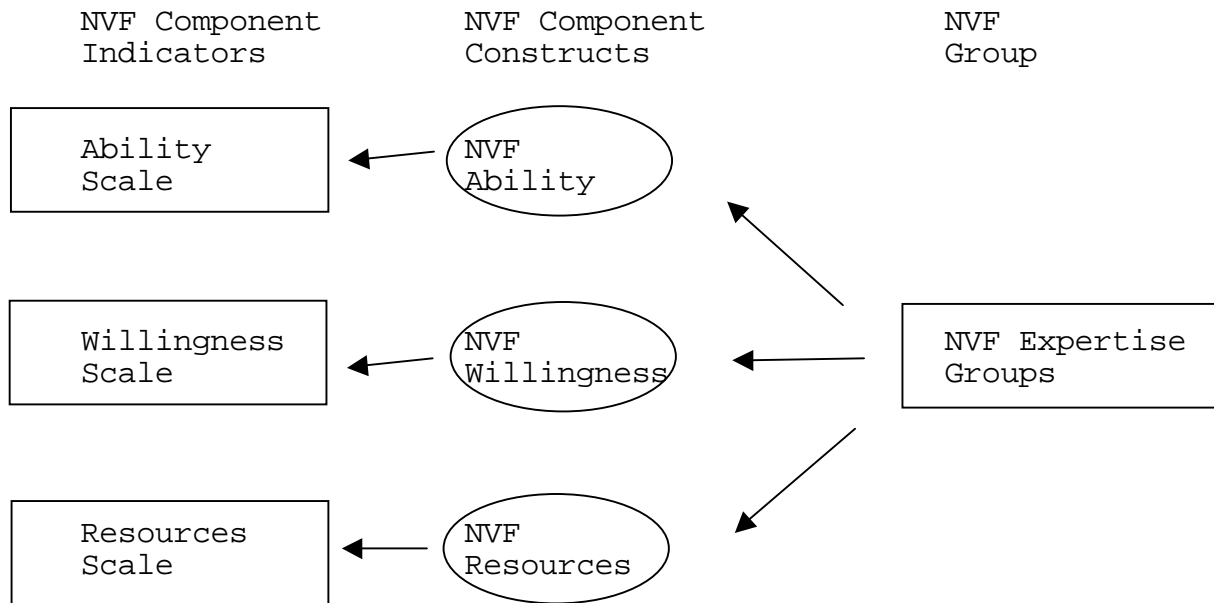 NVF Component
Indicators
NVF Component
Constructs
NVF
Group
Ability
Scale
NVF
Ability
Willingness
Scale
NVF
Willingness
NVF Expertise
Groups
Resources
Scale
NVF
Resources